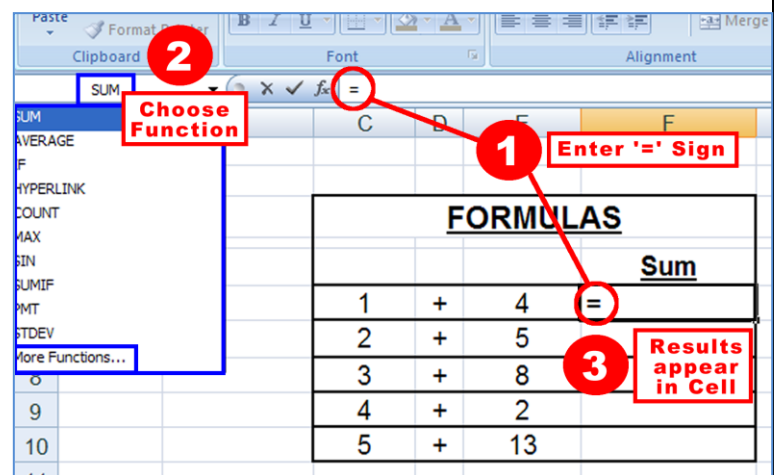 Paste
Format Painter
B I U A
Merge
Clipboard
Font
Alignment
2
SUM
fx =
Choose
Function
SUM
AVERAGE
IF
HYPERLINK
COUNT
MAX
SIN
SUMIF
PMT
STDEV
More Functions...
C D E F
1
Enter '=' Sign
FORMULAS
Sum
1 + 4 =
2 + 5
3
Results
appear
in Cell
8 3 + 8
9 4 + 2
10 5 + 13